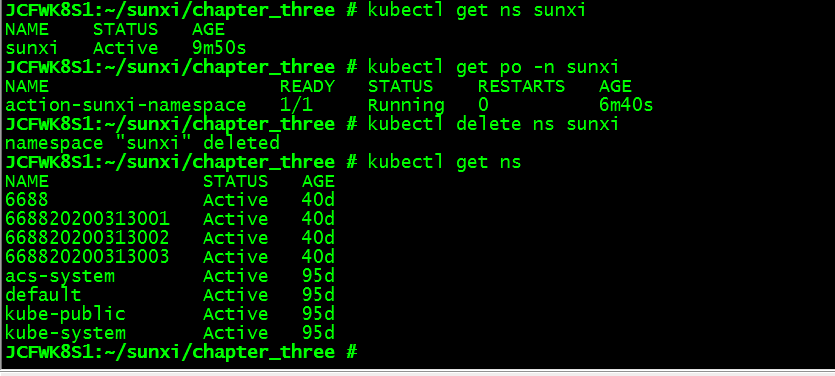 JCFWK8S1:~/sunxi/chapter_three # kubectl get ns sunxi
NAME    STATUS   AGE
sunxi   Active   9m50s
JCFWK8S1:~/sunxi/chapter_three # kubectl get po -n sunxi
NAME                     READY   STATUS    RESTARTS   AGE
action-sunxi-namespace   1/1     Running   0          6m40s
JCFWK8S1:~/sunxi/chapter_three # kubectl delete ns sunxi
namespace "sunxi" deleted
JCFWK8S1:~/sunxi/chapter_three # kubectl get ns
NAME              STATUS   AGE
6688              Active   40d
668820200313001   Active   40d
668820200313002   Active   40d
668820200313003   Active   40d
acs-system        Active   95d
default           Active   95d
kube-public       Active   95d
kube-system       Active   95d
JCFWK8S1:~/sunxi/chapter_three #